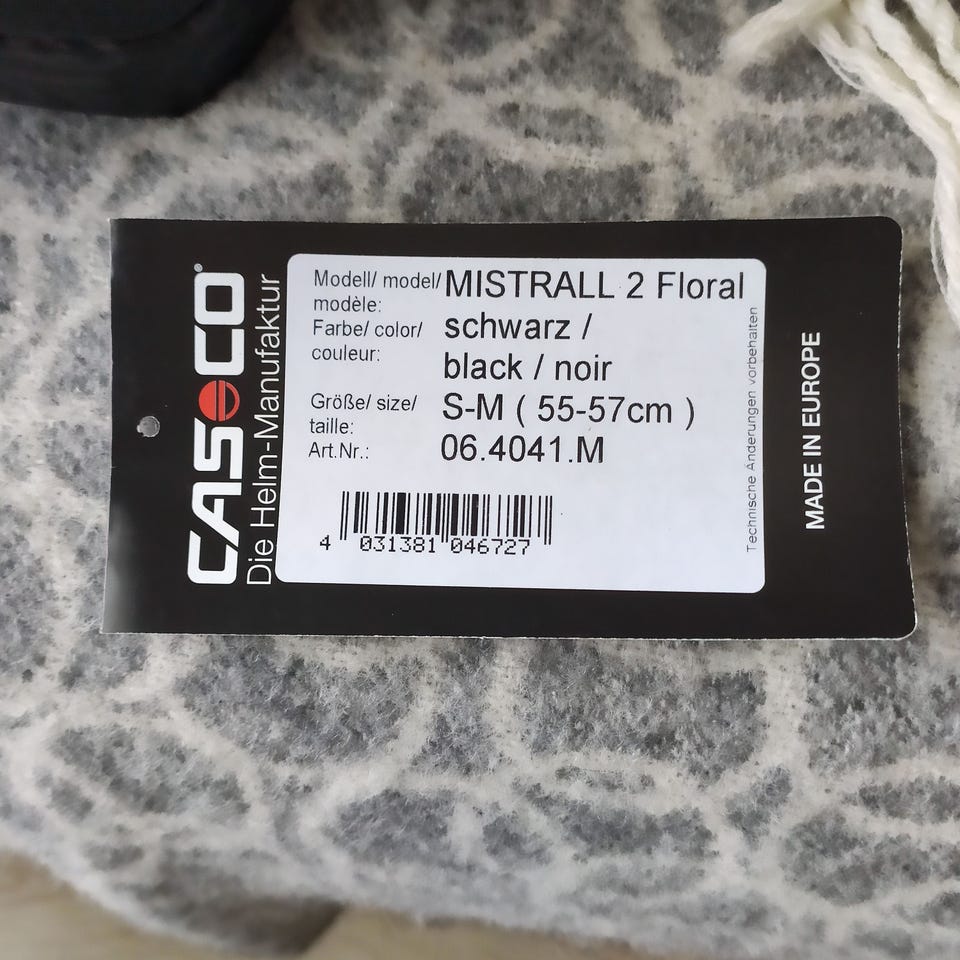 CASCO
Die Helm-Manufaktur
Modell/ model/ MISTRALL 2 Floral
modèle:
Farbe/ color/ schwarz /
couleur: black / noir
Größe/ size/ S-M ( 55-57cm )
taille:
Art.Nr.: 06.4041.M
4 031381 046727
Technische Änderungen vorbehalten
MADE IN EUROPE